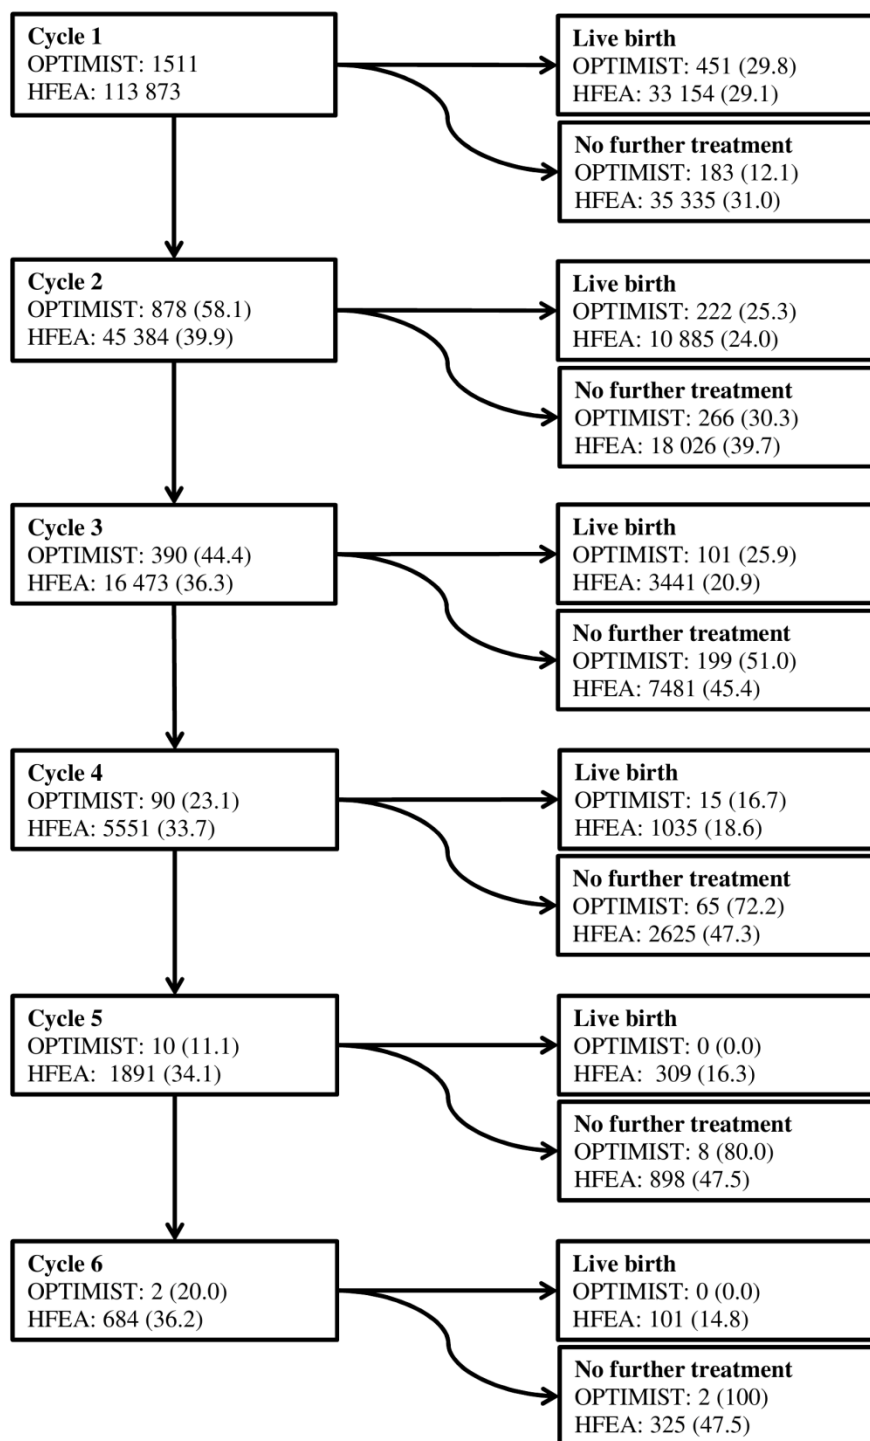 Cycle 1
OPTIMIST: 1511
HFEA: 113 873
Live birth
OPTIMIST: 451 (29.8)
HFEA: 33 154 (29.1)
No further treatment
OPTIMIST: 183 (12.1)
HFEA: 35 335 (31.0)
Cycle 2
OPTIMIST: 878 (58.1)
HFEA: 45 384 (39.9)
Live birth
OPTIMIST: 222 (25.3)
HFEA: 10 885 (24.0)
No further treatment
OPTIMIST: 266 (30.3)
HFEA: 18 026 (39.7)
Cycle 3
OPTIMIST: 390 (44.4)
HFEA: 16 473 (36.3)
Live birth
OPTIMIST: 101 (25.9)
HFEA: 3441 (20.9)
No further treatment
OPTIMIST: 199 (51.0)
HFEA: 7481 (45.4)
Cycle 4
OPTIMIST: 90 (23.1)
HFEA: 5551 (33.7)
Live birth
OPTIMIST: 15 (16.7)
HFEA: 1035 (18.6)
No further treatment
OPTIMIST: 65 (72.2)
HFEA: 2625 (47.3)
Cycle 5
OPTIMIST: 10 (11.1)
HFEA: 1891 (34.1)
Live birth
OPTIMIST: 0 (0.0)
HFEA: 309 (16.3)
No further treatment
OPTIMIST: 8 (80.0)
HFEA: 898 (47.5)
Cycle 6
OPTIMIST: 2 (20.0)
HFEA: 684 (36.2)
Live birth
OPTIMIST: 0 (0.0)
HFEA: 101 (14.8)
No further treatment
OPTIMIST: 2 (100)
HFEA: 325 (47.5)